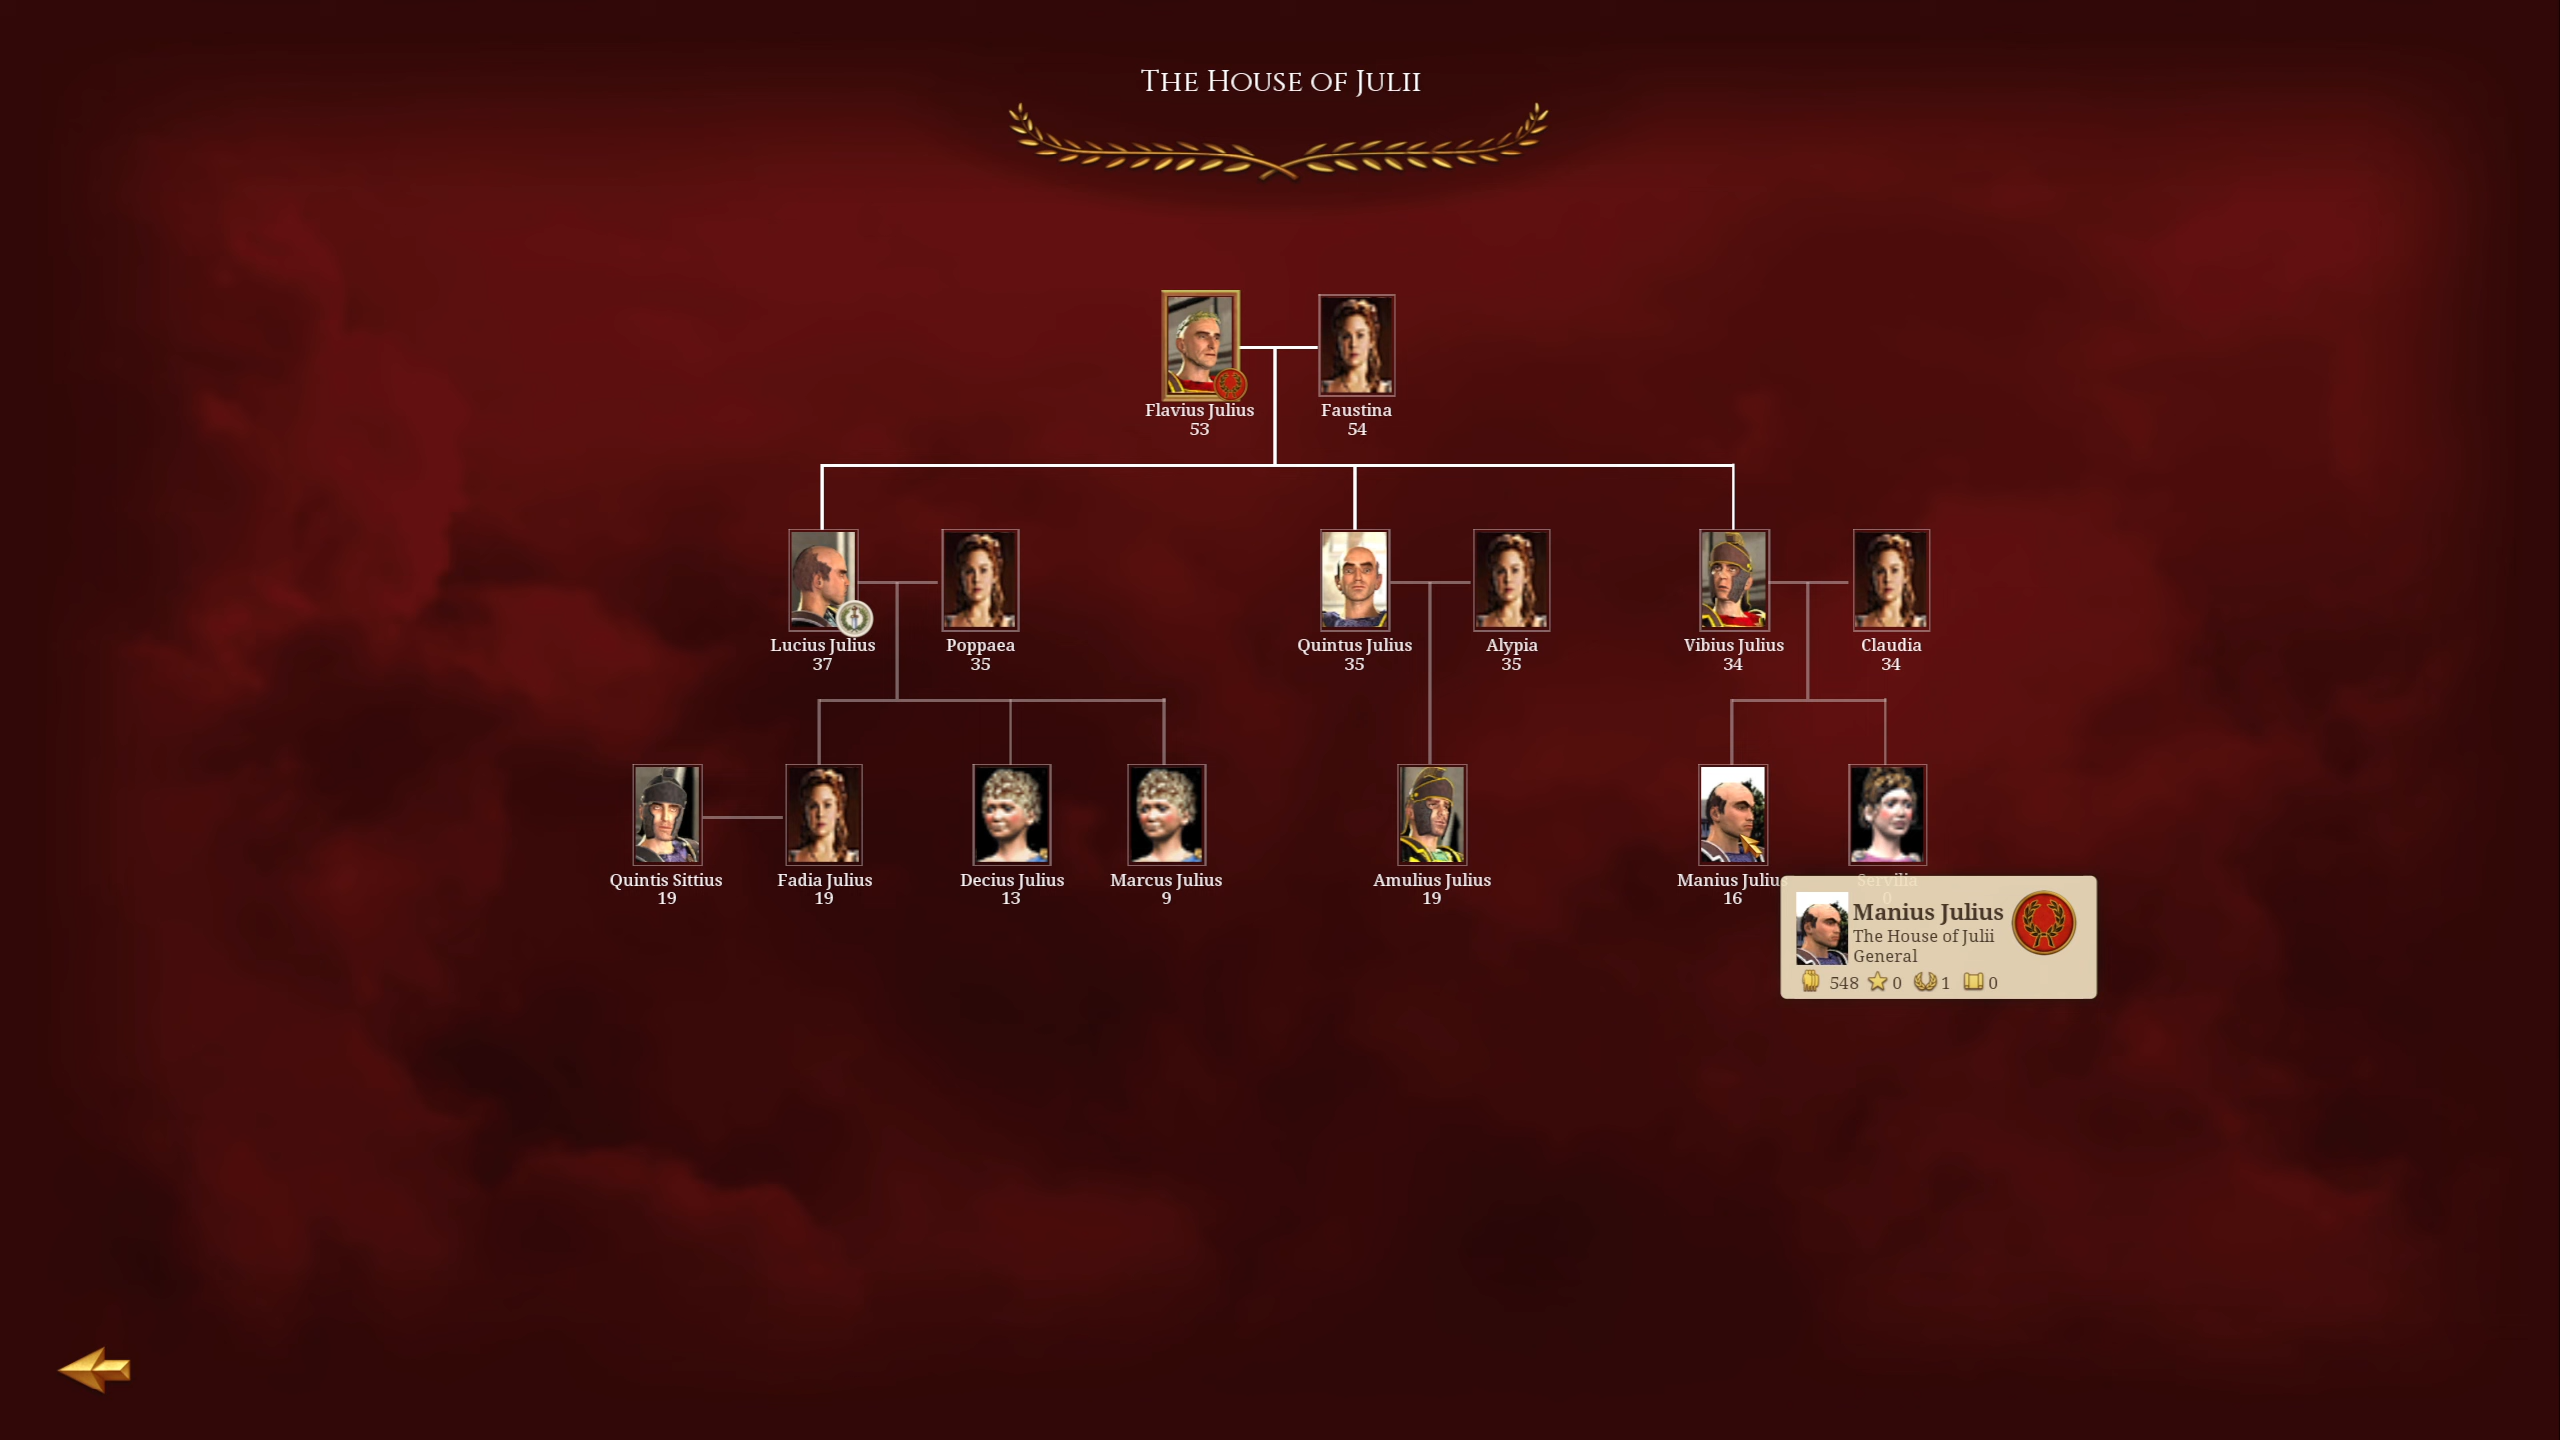 The House of Julii
Flavius Julius
53
Faustina
54
Lucius Julius
37
Poppaea
35
Quintus Julius
35
Alypia
35
Vibius Julius
34
Claudia
34
Quintis Sittius
19
Fadia Julius
19
Decius Julius
13
Marcus Julius
9
Amulius Julius
19
Manius Julius
16
Servilia
0
Manius Julius
The House of Julii
General
548 0 1 0